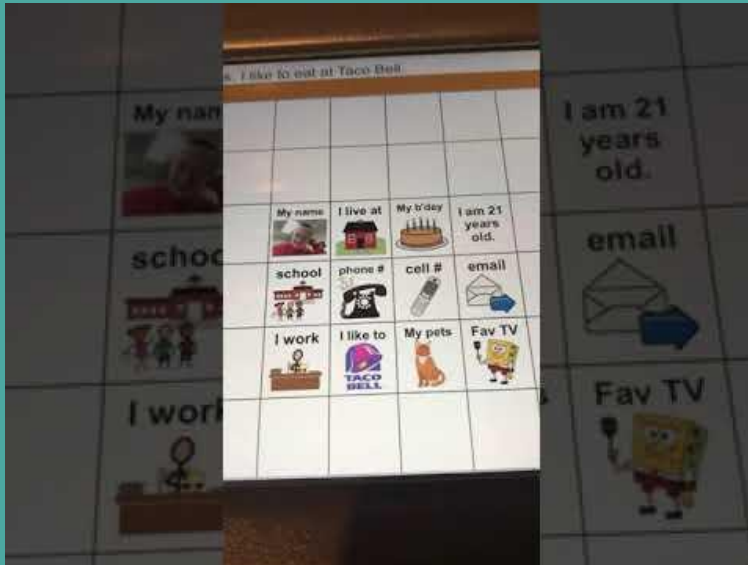 s. I like to eat at Taco Bell
My name
I live at
My b'day
I am 21
years
old.
school
phone #
cell #
email
I work
I like to
TACO
BELL
My pets
Fav TV
My nam
I am 21
years
old.
schoo
email
I work
s
Fav TV